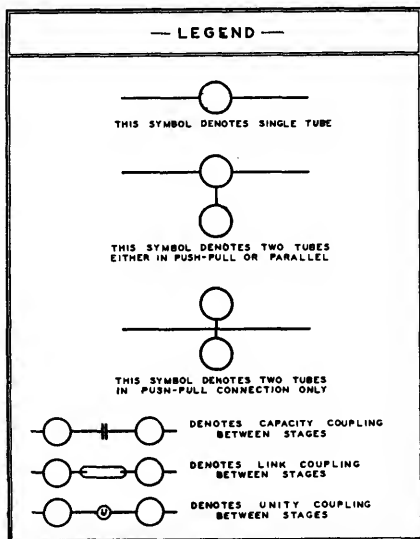 — LEGEND —
THIS SYMBOL DENOTES SINGLE TUBE
THIS SYMBOL DENOTES TWO TUBES
EITHER IN PUSH-PULL OR PARALLEL
THIS SYMBOL DENOTES TWO TUBES
IN PUSH-PULL CONNECTION ONLY
DENOTES CAPACITY COUPLING
BETWEEN STAGES
DENOTES LINK COUPLING
BETWEEN STAGES
U
DENOTES UNITY COUPLING
BETWEEN STAGES